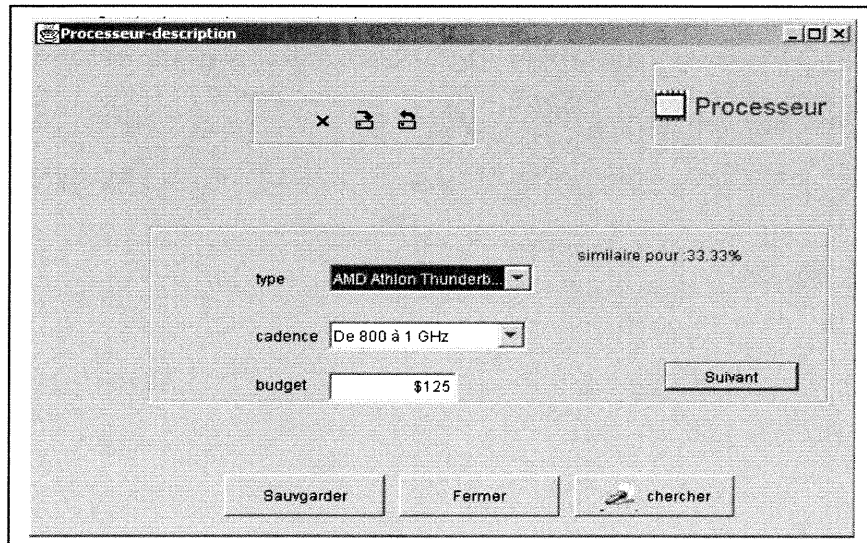 Processeur-description
Processeur
similaire pour :33.33%
type AMD Athlon Thunderb...
cadence De 800 à 1 GHz
budget $125
Suivant
Sauvgarder Fermer chercher